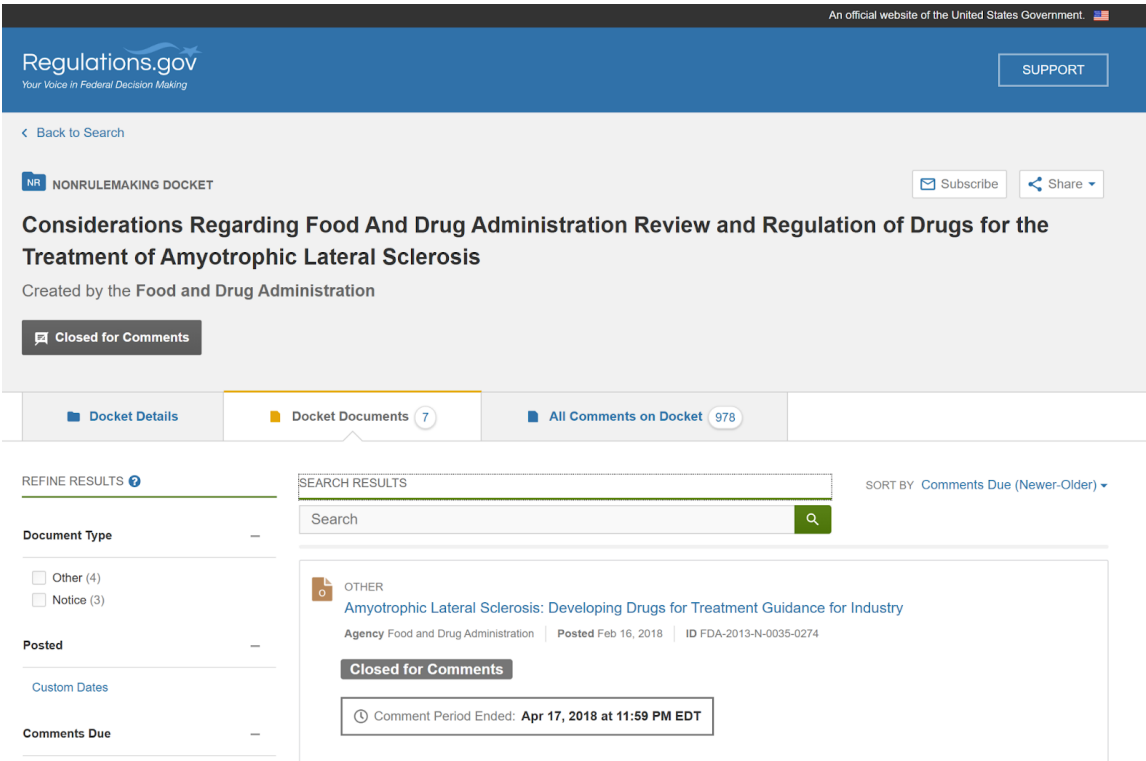 An official website of the United States Government.
Regulations.gov
Your Voice in Federal Decision Making
SUPPORT
Back to Search
NR NONRULEMAKING DOCKET
Subscribe
Share
Considerations Regarding Food And Drug Administration Review and Regulation of Drugs for the
Treatment of Amyotrophic Lateral Sclerosis
Created by the Food and Drug Administration
Closed for Comments
Docket Details
Docket Documents 7
All Comments on Docket 978
REFINE RESULTS ?
Document Type
Other (4)
Notice (3)
Posted
Custom Dates
Comments Due
SEARCH RESULTS
SORT BY Comments Due (Newer-Older)
Search
O OTHER
Amyotrophic Lateral Sclerosis: Developing Drugs for Treatment Guidance for Industry
Agency Food and Drug Administration Posted Feb 16, 2018 ID FDA-2013-N-0035-0274
Closed for Comments
Comment Period Ended: Apr 17, 2018 at 11:59 PM EDT